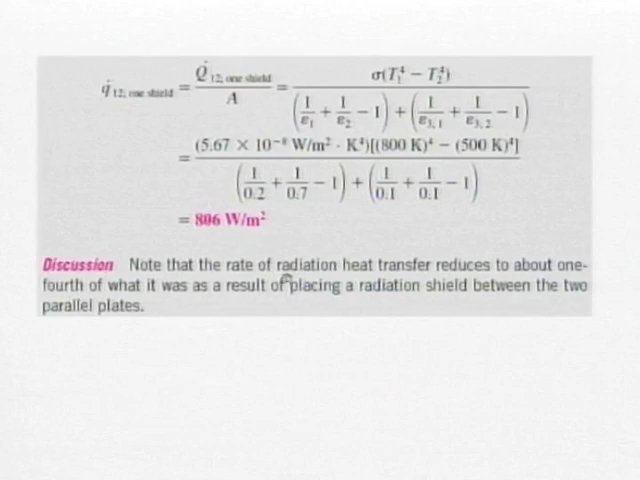 q̇₁₂, one shield = Q̇₁₂, one shield / A = σ(T₁⁴ − T₂⁴) / [(1/ε₁ + 1/ε₂ − 1) + (1/ε₃,₁ + 1/ε₃,₂ − 1)]
= (5.67 × 10⁻⁸ W/m² · K⁴)[(800 K)⁴ − (500 K)⁴] / [(1/0.2 + 1/0.7 − 1) + (1/0.1 + 1/0.1 − 1)]
= 806 W/m²
Discussion Note that the rate of radiation heat transfer reduces to about one-
fourth of what it was as a result of placing a radiation shield between the two
parallel plates.